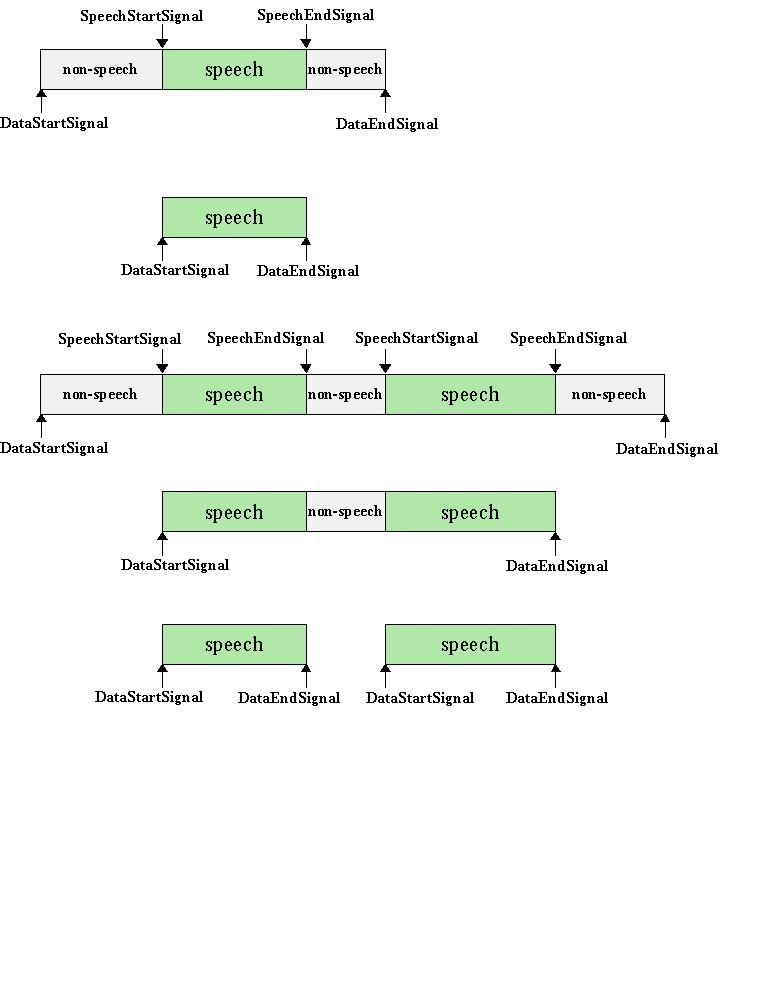 SpeechStartSignal SpeechEndSignal
non-speech speech non-speech
DataStartSignal DataEndSignal
speech
DataStartSignal DataEndSignal
SpeechStartSignal SpeechEndSignal SpeechStartSignal SpeechEndSignal
non-speech speech non-speech speech non-speech
DataStartSignal DataEndSignal
speech non-speech speech
DataStartSignal DataEndSignal
speech speech
DataStartSignal DataEndSignal DataStartSignal DataEndSignal